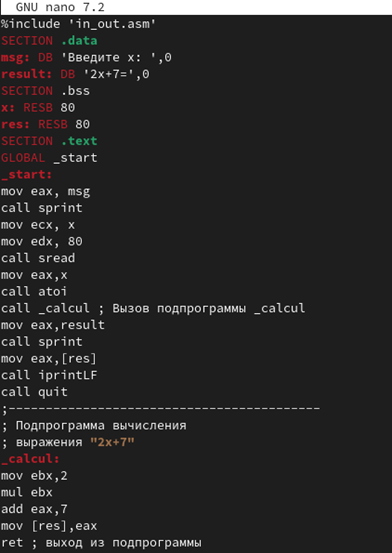 GNU nano 7.2
%include 'in_out.asm'
SECTION .data
msg: DB 'Введите x: ',0
result: DB '2x+7=',0
SECTION .bss
x: RESB 80
res: RESB 80
SECTION .text
GLOBAL _start
_start:
mov eax, msg
call sprint
mov ecx, x
mov edx, 80
call sread
mov eax,x
call atoi
call _calcul ; Вызов подпрограммы _calcul
mov eax,result
call sprint
mov eax,[res]
call iprintLF
call quit
;------------------------------------------
; Подпрограмма вычисления
; выражения "2x+7"
_calcul:
mov ebx,2
mul ebx
add eax,7
mov [res],eax
ret ; выход из подпрограммы